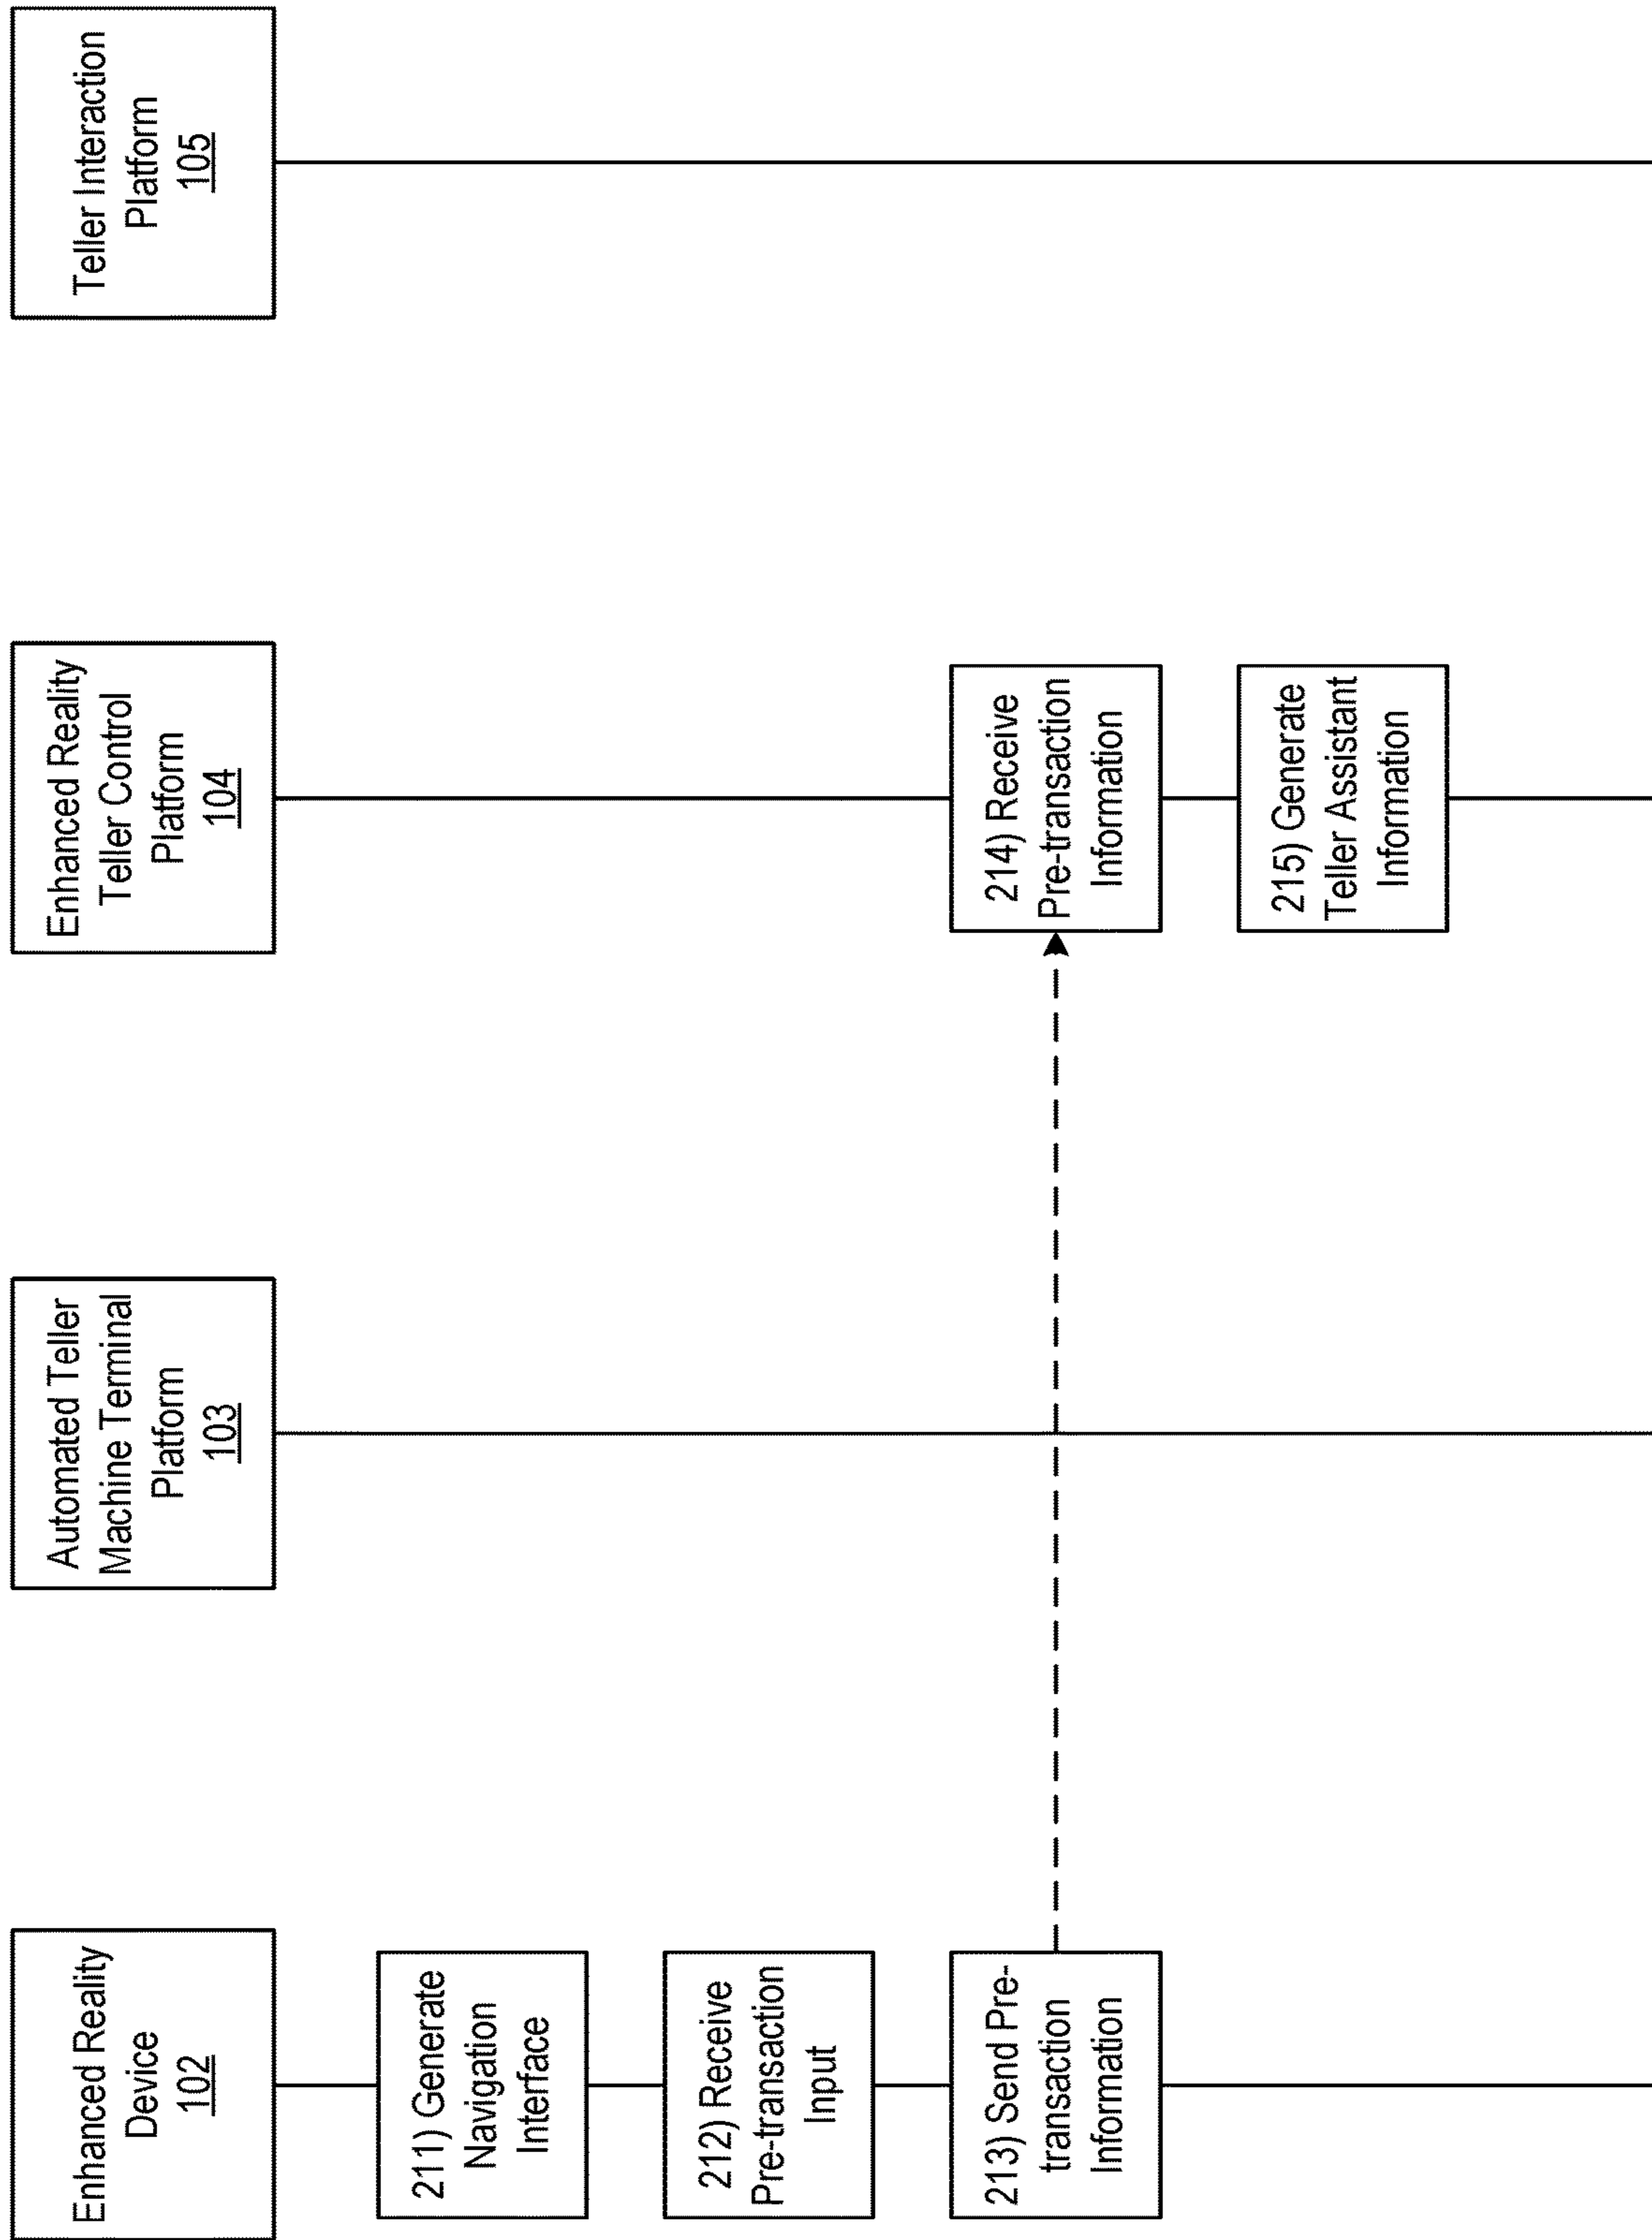 Enhanced Reality
Device
102
Automated Teller
Machine Terminal
Platform
103
Enhanced Reality
Teller Control
Platform
104
Teller Interaction
Platform
105
211) Generate
Navigation
Interface
212) Receive
Pre-transaction
Input
213) Send Pre-
transaction
Information
214) Receive
Pre-transaction
Information
215) Generate
Teller Assistant
Information